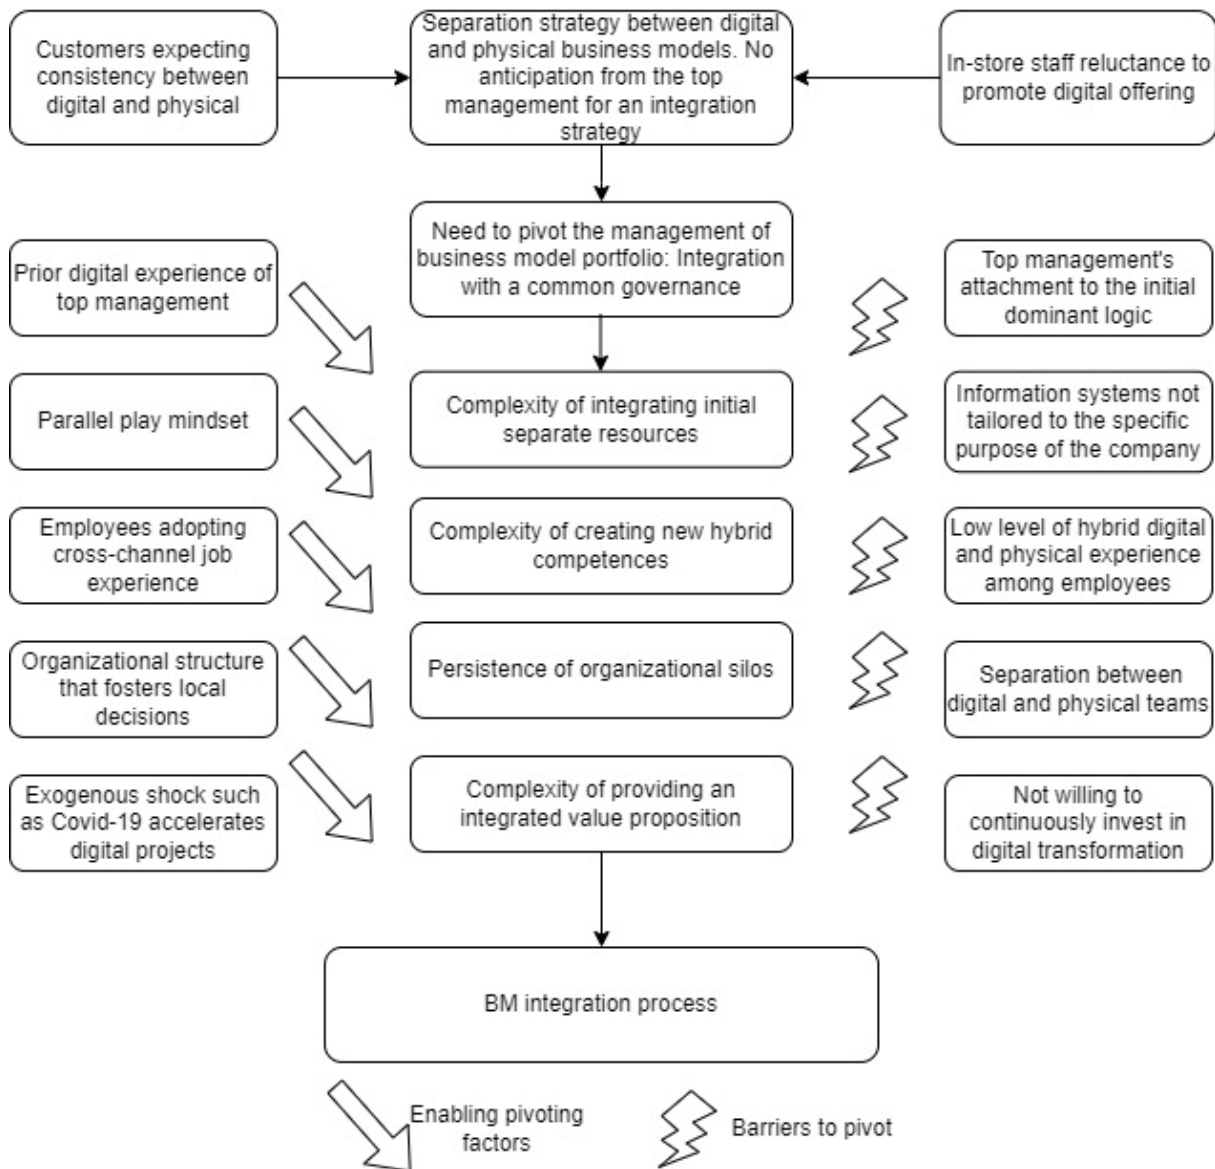 Customers expecting
consistency between
digital and physical
Separation strategy between digital
and physical business models. No
anticipation from the top
management for an integration
strategy
In-store staff reluctance to
promote digital offering
Need to pivot the management of
business model portfolio: Integration
with a common governance
Prior digital experience of
top management
Top management's
attachment to the initial
dominant logic
Parallel play mindset
Complexity of integrating initial
separate resources
Information systems not
tailored to the specific
purpose of the company
Employees adopting
cross-channel job
experience
Complexity of creating new hybrid
competences
Low level of hybrid digital
and physical experience
among employees
Organizational structure
that fosters local
decisions
Persistence of organizational silos
Separation between
digital and physical teams
Exogenous shock such
as Covid-19 accelerates
digital projects
Complexity of providing an
integrated value proposition
Not willing to
continuously invest in
digital transformation
BM integration process
Enabling pivoting
factors
Barriers to pivot